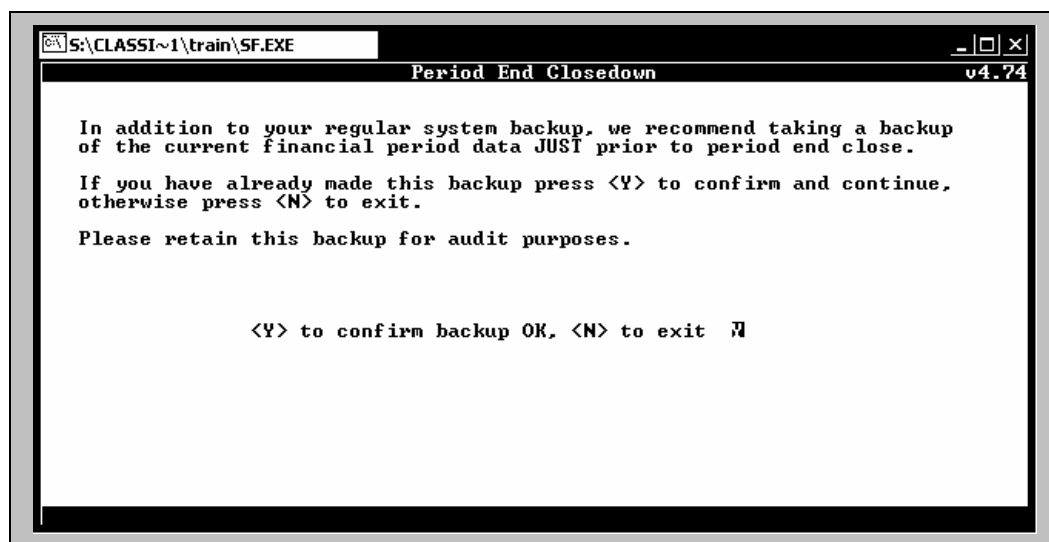 S:\CLASSI~1\train\SF.EXE
Period End Closedown v4.74
In addition to your regular system backup, we recommend taking a backup
of the current financial period data JUST prior to period end close.
If you have already made this backup press <Y> to confirm and continue,
otherwise press <N> to exit.
Please retain this backup for audit purposes.
<Y> to confirm backup OK, <N> to exit N